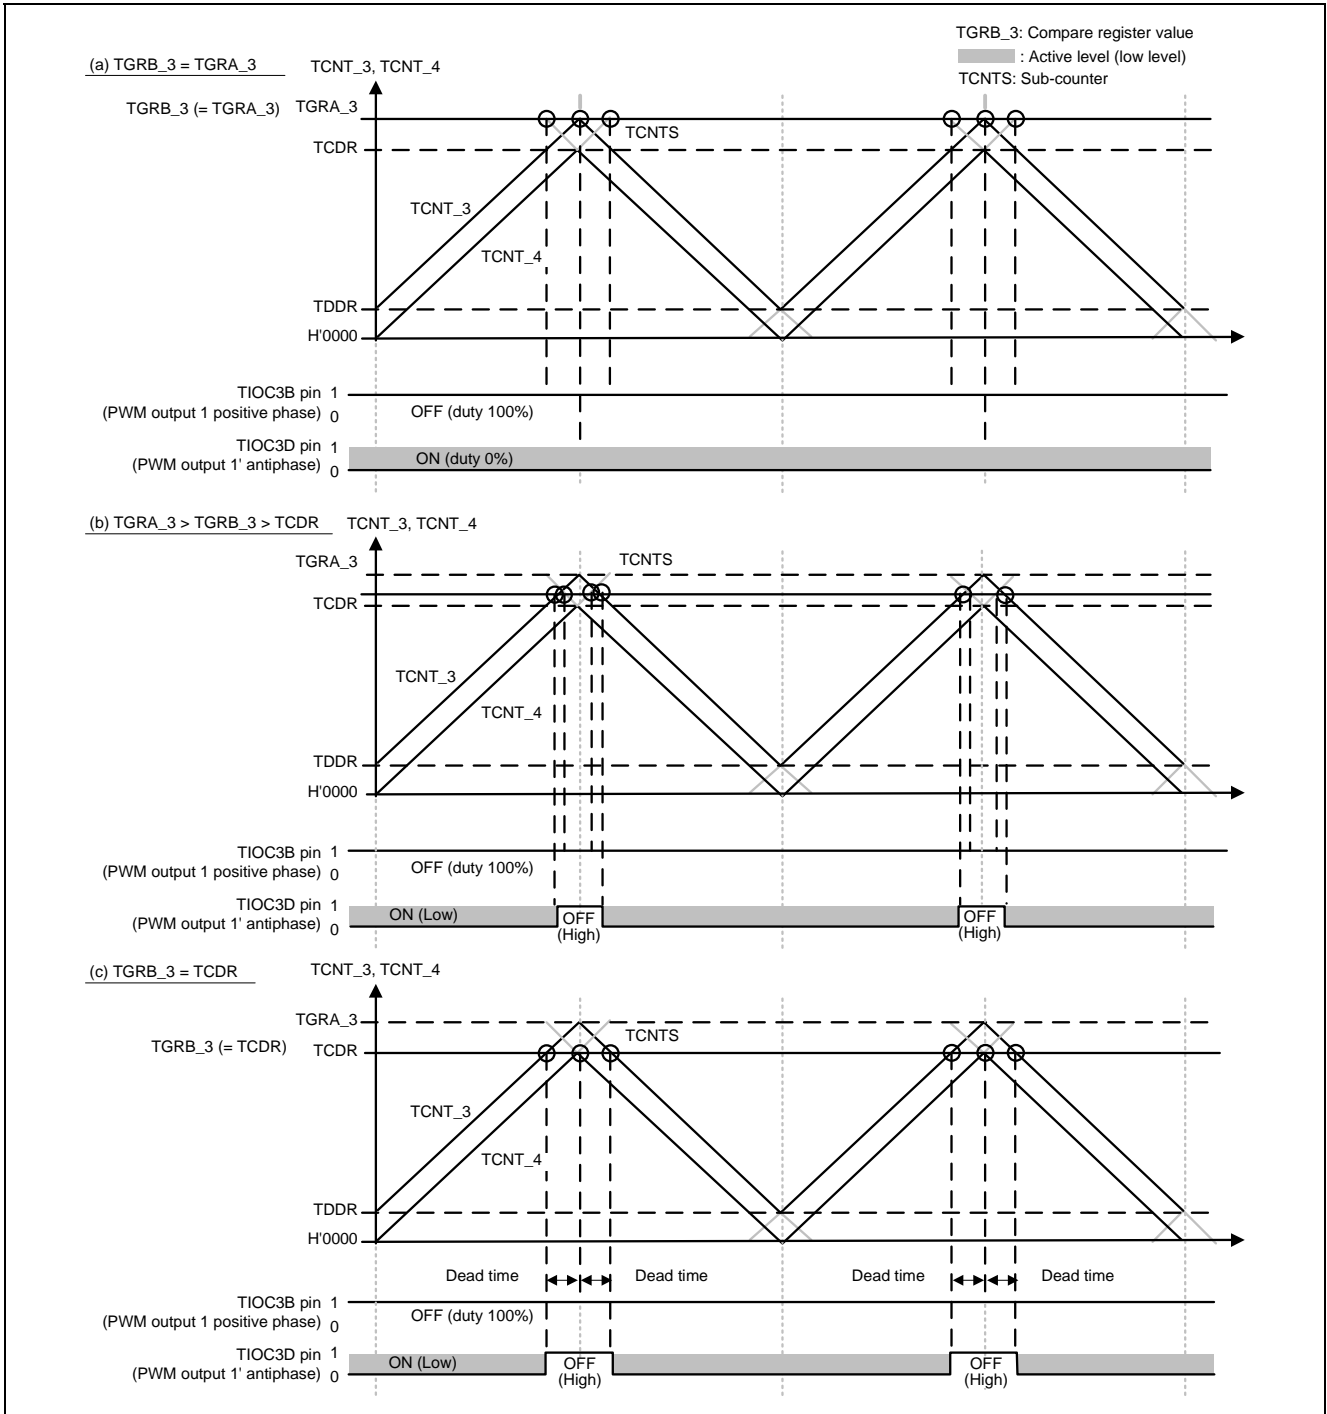 TGRB_3: Compare register value
: Active level (low level)
TCNTS: Sub-counter
(a) TGRB_3 = TGRA_3
TCNT_3, TCNT_4
TGRB_3 (= TGRA_3)
TGRA_3
TCNTS
TCDR
TCNT_3
TCNT_4
TDDR
H'0000
TIOC3B pin 1
(PWM output 1 positive phase) 0
OFF (duty 100%)
TIOC3D pin 1
(PWM output 1' antiphase) 0
ON (duty 0%)
(b) TGRA_3 > TGRB_3 > TCDR
TCNT_3, TCNT_4
TGRA_3
TCNTS
TCDR
TCNT_3
TCNT_4
TDDR
H'0000
TIOC3B pin 1
(PWM output 1 positive phase) 0
OFF (duty 100%)
TIOC3D pin 1
(PWM output 1' antiphase) 0
ON (Low)
OFF
(High)
OFF
(High)
(c) TGRB_3 = TCDR
TCNT_3, TCNT_4
TGRA_3
TCNTS
TGRB_3 (= TCDR)
TCDR
TCNT_3
TCNT_4
TDDR
H'0000
Dead time
Dead time
Dead time
Dead time
TIOC3B pin 1
(PWM output 1 positive phase) 0
OFF (duty 100%)
TIOC3D pin 1
(PWM output 1' antiphase) 0
ON (Low)
OFF
(High)
OFF
(High)